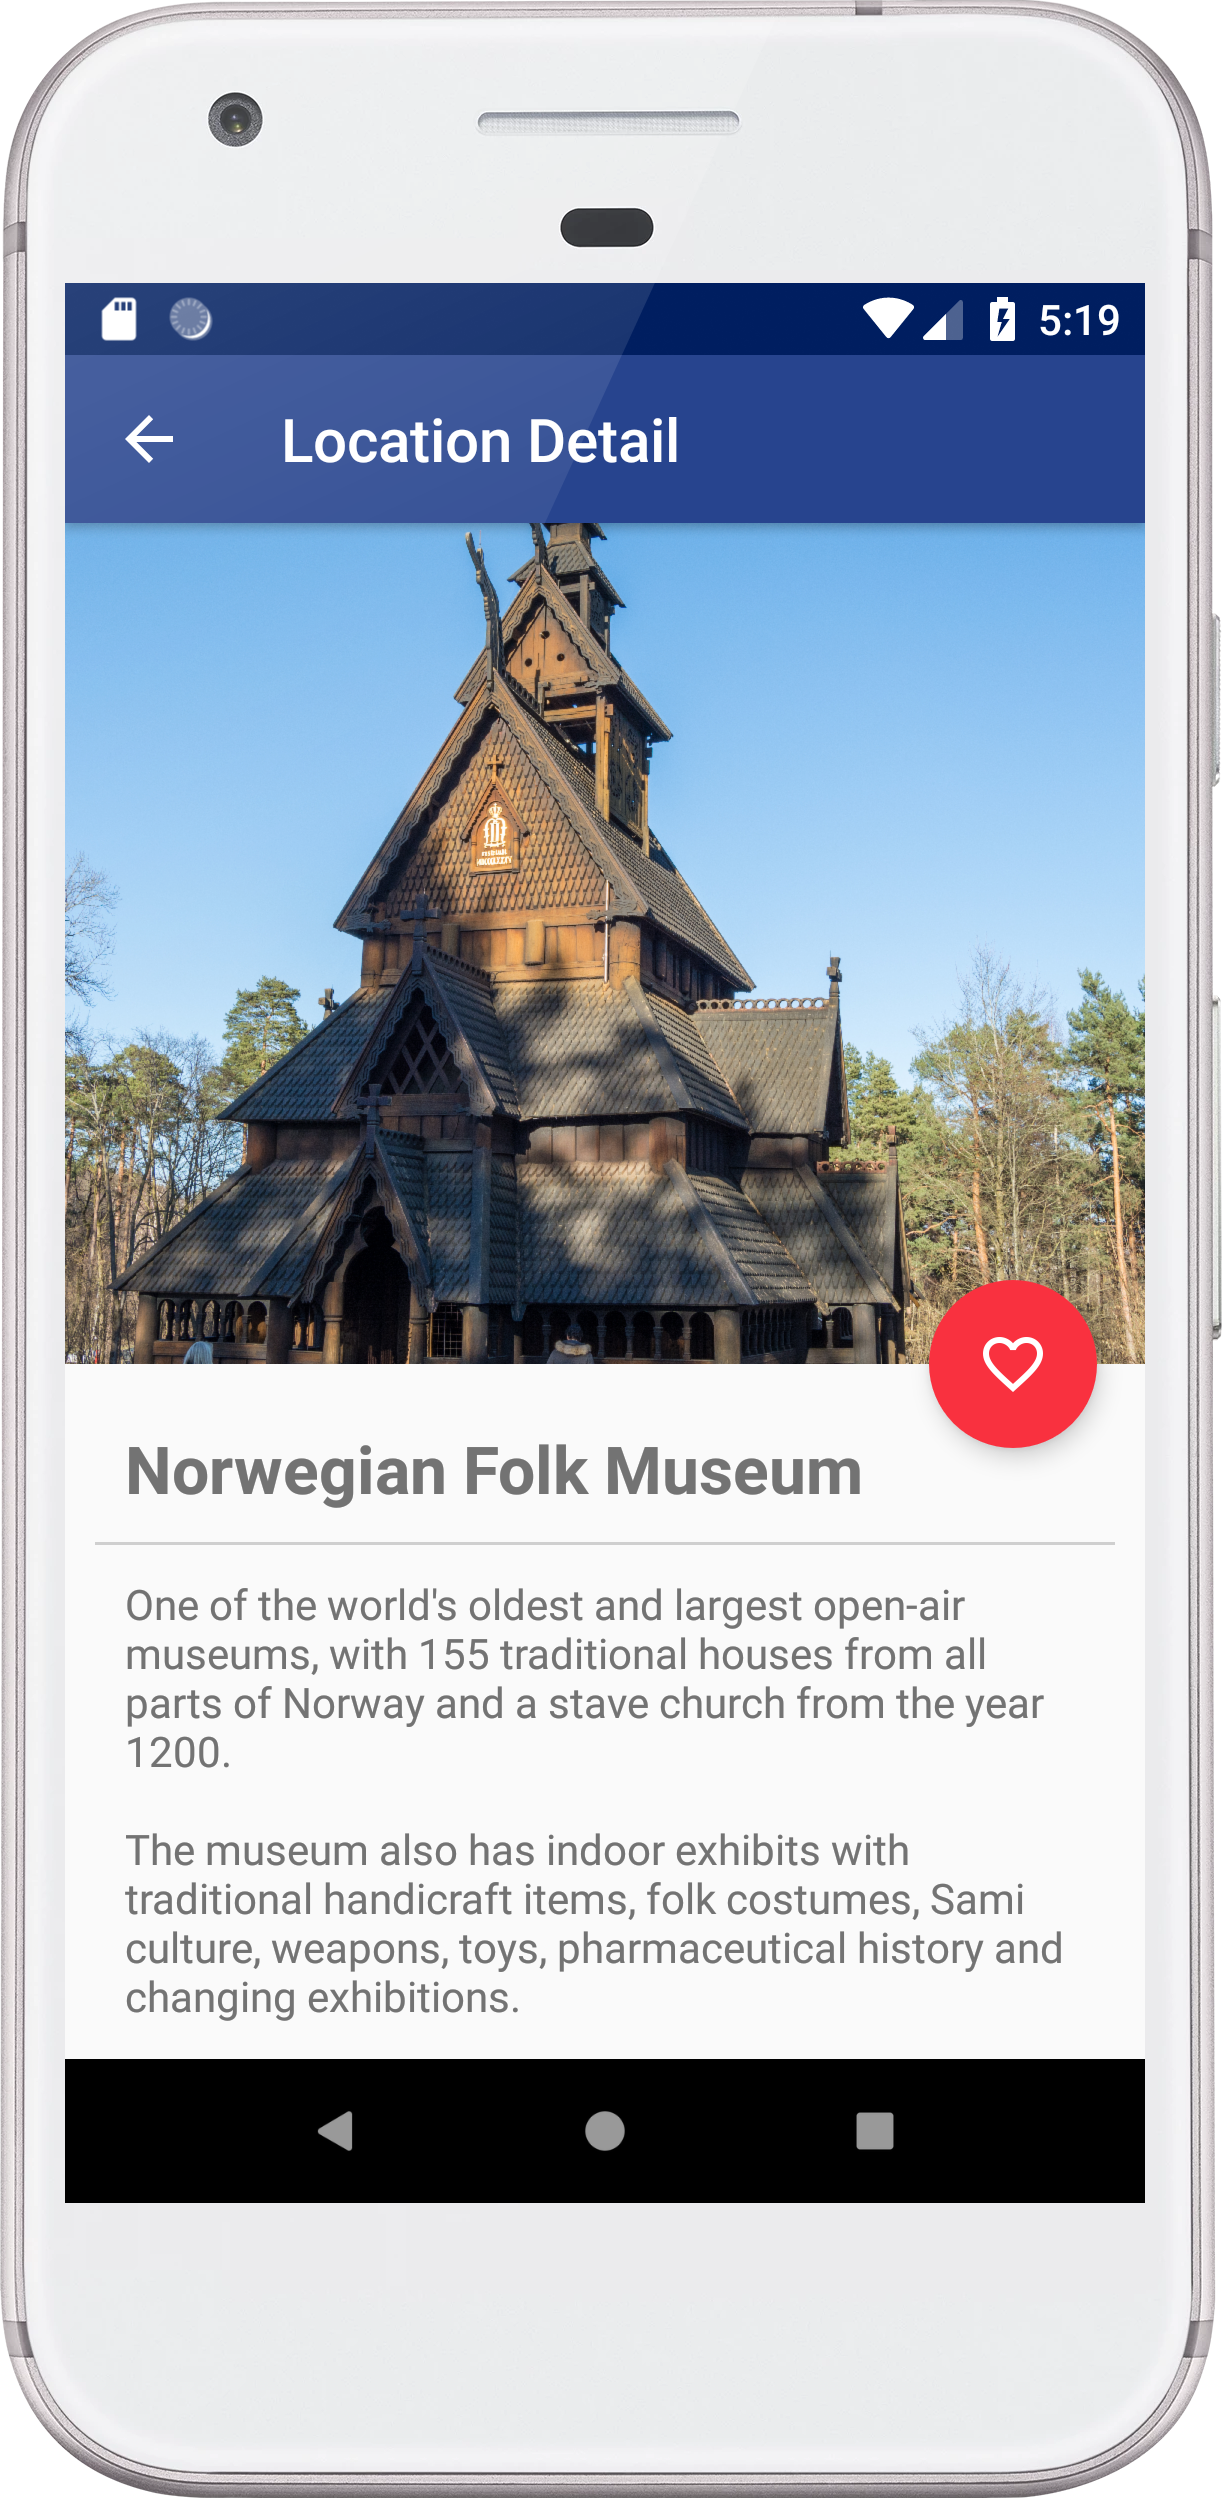 5:19
Location Detail
Norwegian Folk Museum
One of the world's oldest and largest open-air
museums, with 155 traditional houses from all
parts of Norway and a stave church from the year
1200.
The museum also has indoor exhibits with
traditional handicraft items, folk costumes, Sami
culture, weapons, toys, pharmaceutical history and
changing exhibitions.